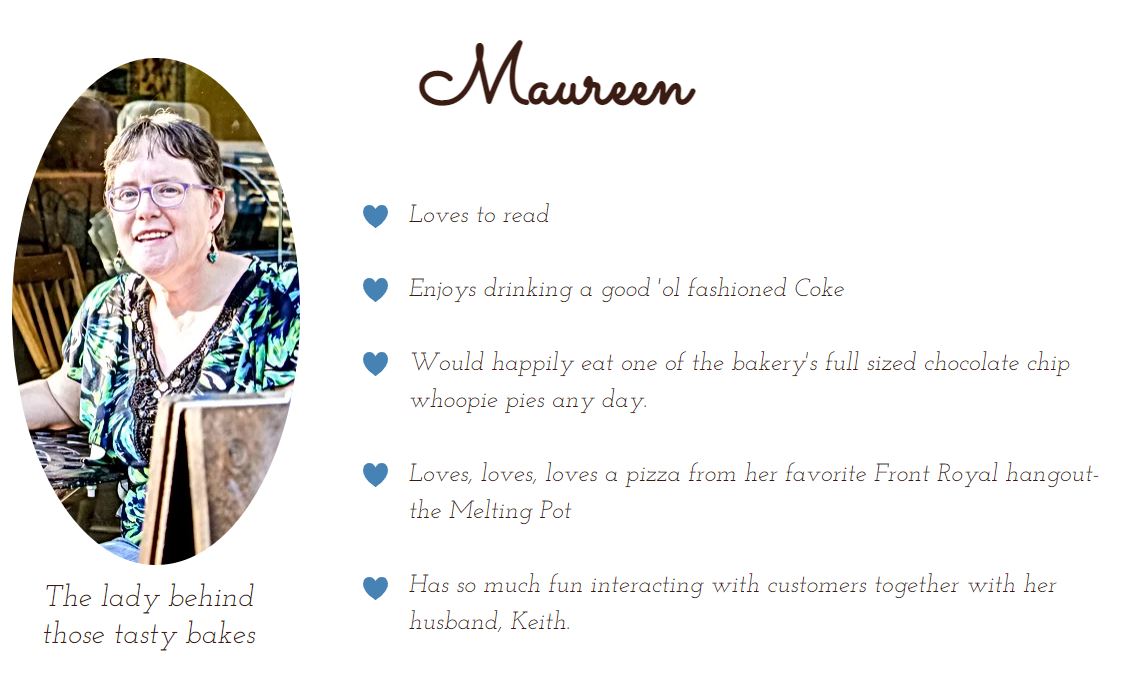 Maureen
Loves to read
Enjoys drinking a good 'ol fashioned Coke
Would happily eat one of the bakery's full sized chocolate chip
whoopie pies any day.
Loves, loves, loves a pizza from her favorite Front Royal hangout-
the Melting Pot
Has so much fun interacting with customers together with her
husband, Keith.
The lady behind
those tasty bakes